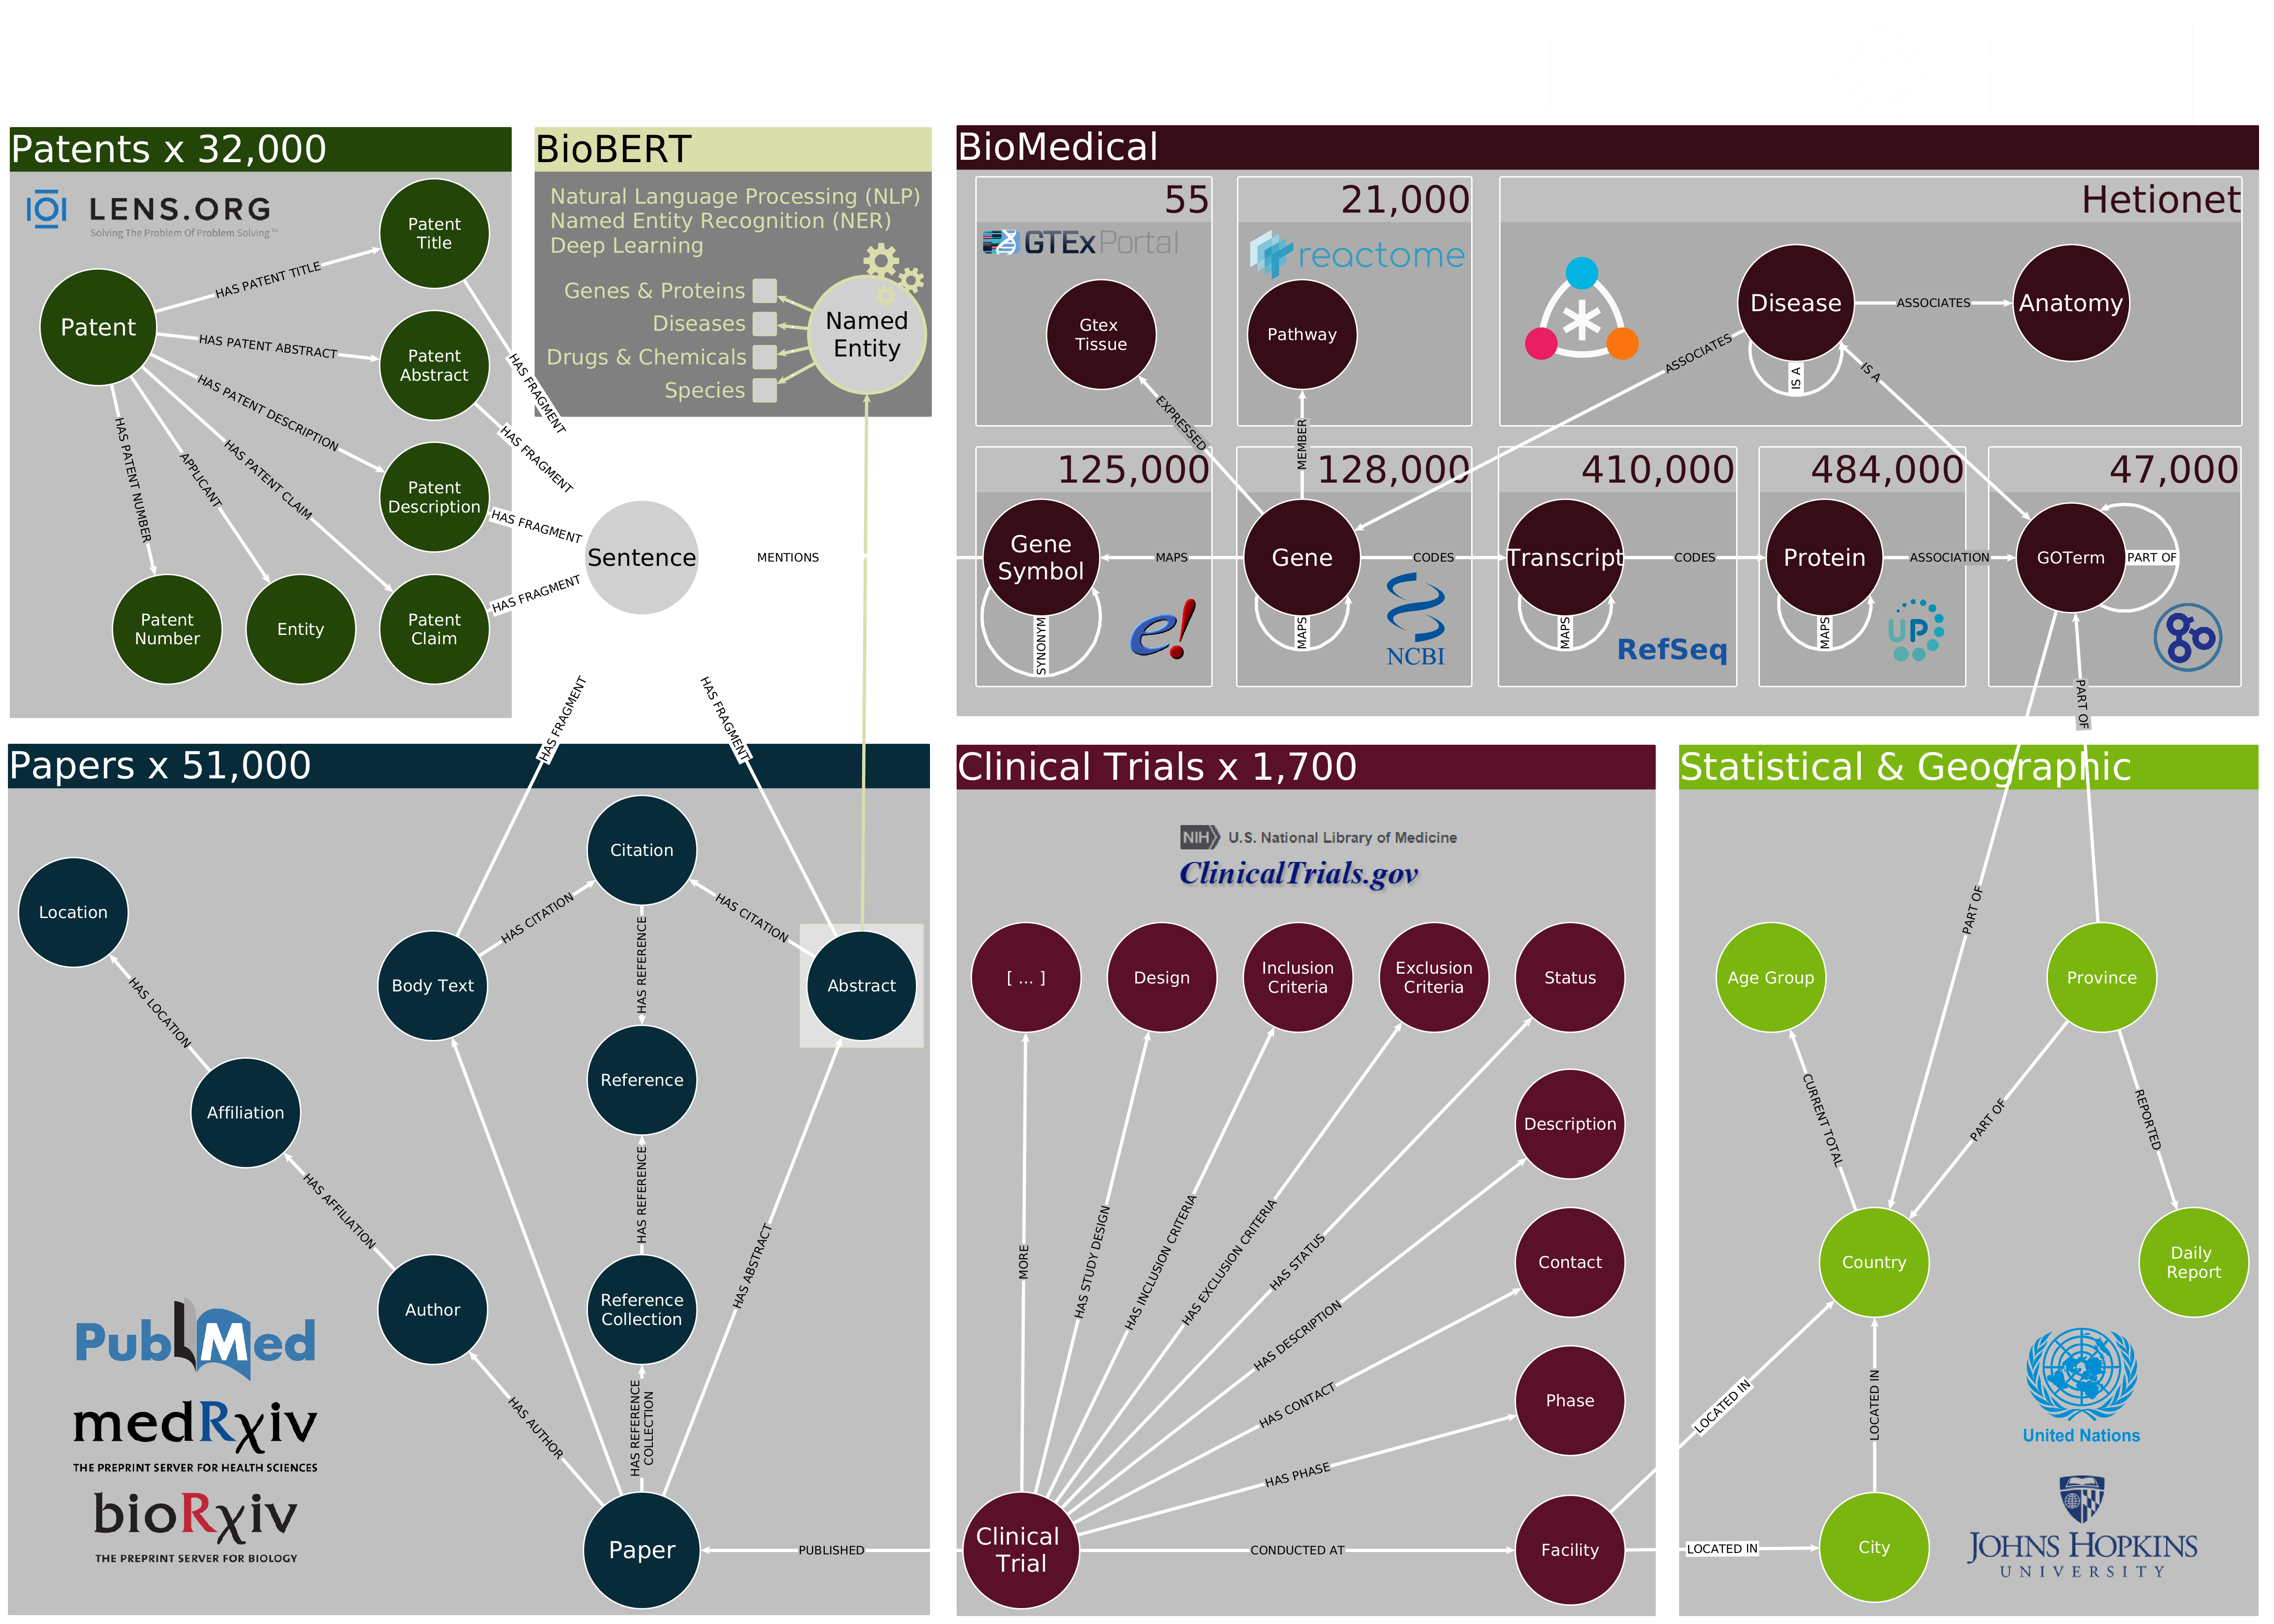 Patents x 32,000
LENS.ORG
Solving The Problem Of Problem Solving™
Patent
Title
HAS PATENT TITLE
Patent
HAS PATENT ABSTRACT
Patent
Abstract
HAS PATENT DESCRIPTION
HAS PATENT CLAIM
APPLICANT
HAS PATENT NUMBER
Patent
Description
Patent
Number
Entity
Patent
Claim
HAS FRAGMENT
HAS FRAGMENT
HAS FRAGMENT
HAS FRAGMENT
BioBERT
Natural Language Processing (NLP)
Named Entity Recognition (NER)
Deep Learning
Genes & Proteins
Diseases
Drugs & Chemicals
Species
Named
Entity
Sentence
MENTIONS
HAS FRAGMENT
HAS FRAGMENT
BioMedical
55
GTEx Portal
Gtex
Tissue
21,000
reactome
Pathway
Hetionet
Disease
ASSOCIATES
Anatomy
ASSOCIATES
IS A
IS A
EXPRESSED
MEMBER
125,000
Gene
Symbol
SYNONYM
e!
MAPS
128,000
Gene
MAPS
NCBI
CODES
410,000
Transcript
MAPS
RefSeq
CODES
484,000
Protein
MAPS
UP
ASSOCIATION
47,000
GOTerm
PART OF
go
PART OF
Papers x 51,000
Location
HAS LOCATION
Affiliation
HAS AFFILIATION
Author
HAS AUTHOR
Citation
HAS CITATION
HAS CITATION
Body Text
Abstract
HAS REFERENCE
Reference
HAS REFERENCE
Reference
Collection
HAS REFERENCE
COLLECTION
HAS ABSTRACT
Paper
PubMed
medRχiv
THE PREPRINT SERVER FOR HEALTH SCIENCES
bioRχiv
THE PREPRINT SERVER FOR BIOLOGY
PUBLISHED
Clinical Trials x 1,700
NIH U.S. National Library of Medicine
ClinicalTrials.gov
[ ... ]
Design
Inclusion
Criteria
Exclusion
Criteria
Status
Description
Contact
Phase
Facility
MORE
HAS STUDY DESIGN
HAS INCLUSION CRITERIA
HAS EXCLUSION CRITERIA
HAS STATUS
HAS DESCRIPTION
HAS CONTACT
HAS PHASE
CONDUCTED AT
Clinical
Trial
Statistical & Geographic
PART OF
Age Group
Province
CURRENT TOTAL
PART OF
REPORTED
Country
Daily
Report
LOCATED IN
LOCATED IN
LOCATED IN
City
United Nations
JOHNS HOPKINS
UNIVERSITY